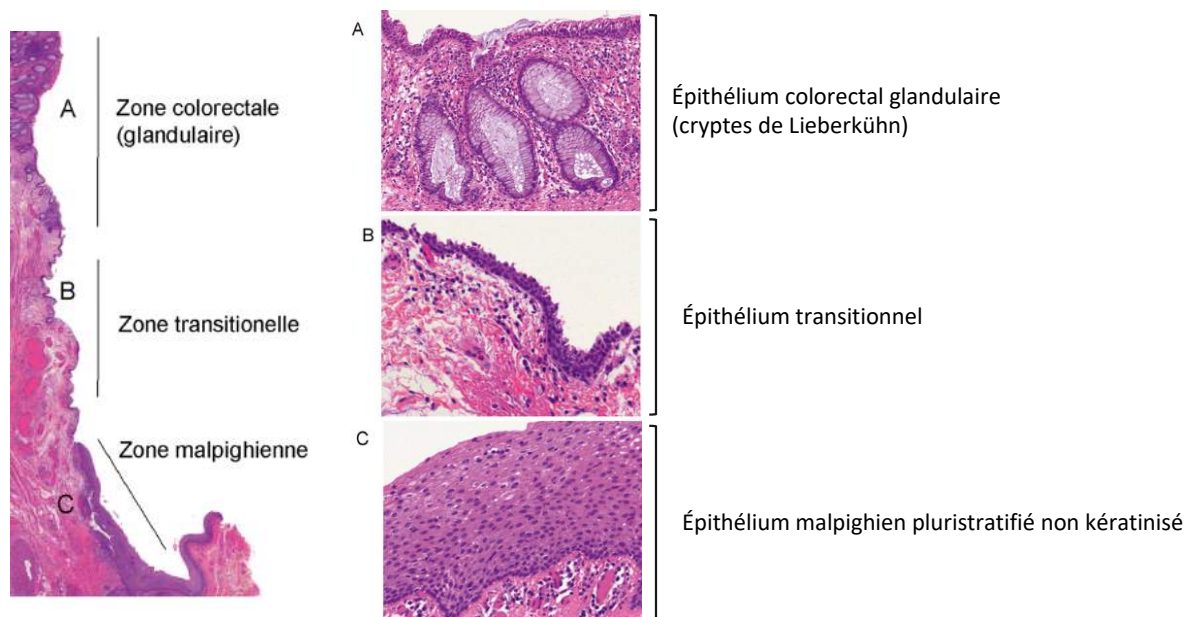 A
Zone colorectale
(glandulaire)
B
Zone transitionelle
Zone malpighienne
C
A
Épithélium colorectal glandulaire
(cryptes de Lieberkühn)
B
Épithélium transitionnel
C
Épithélium malpighien pluristratifié non kératinisé